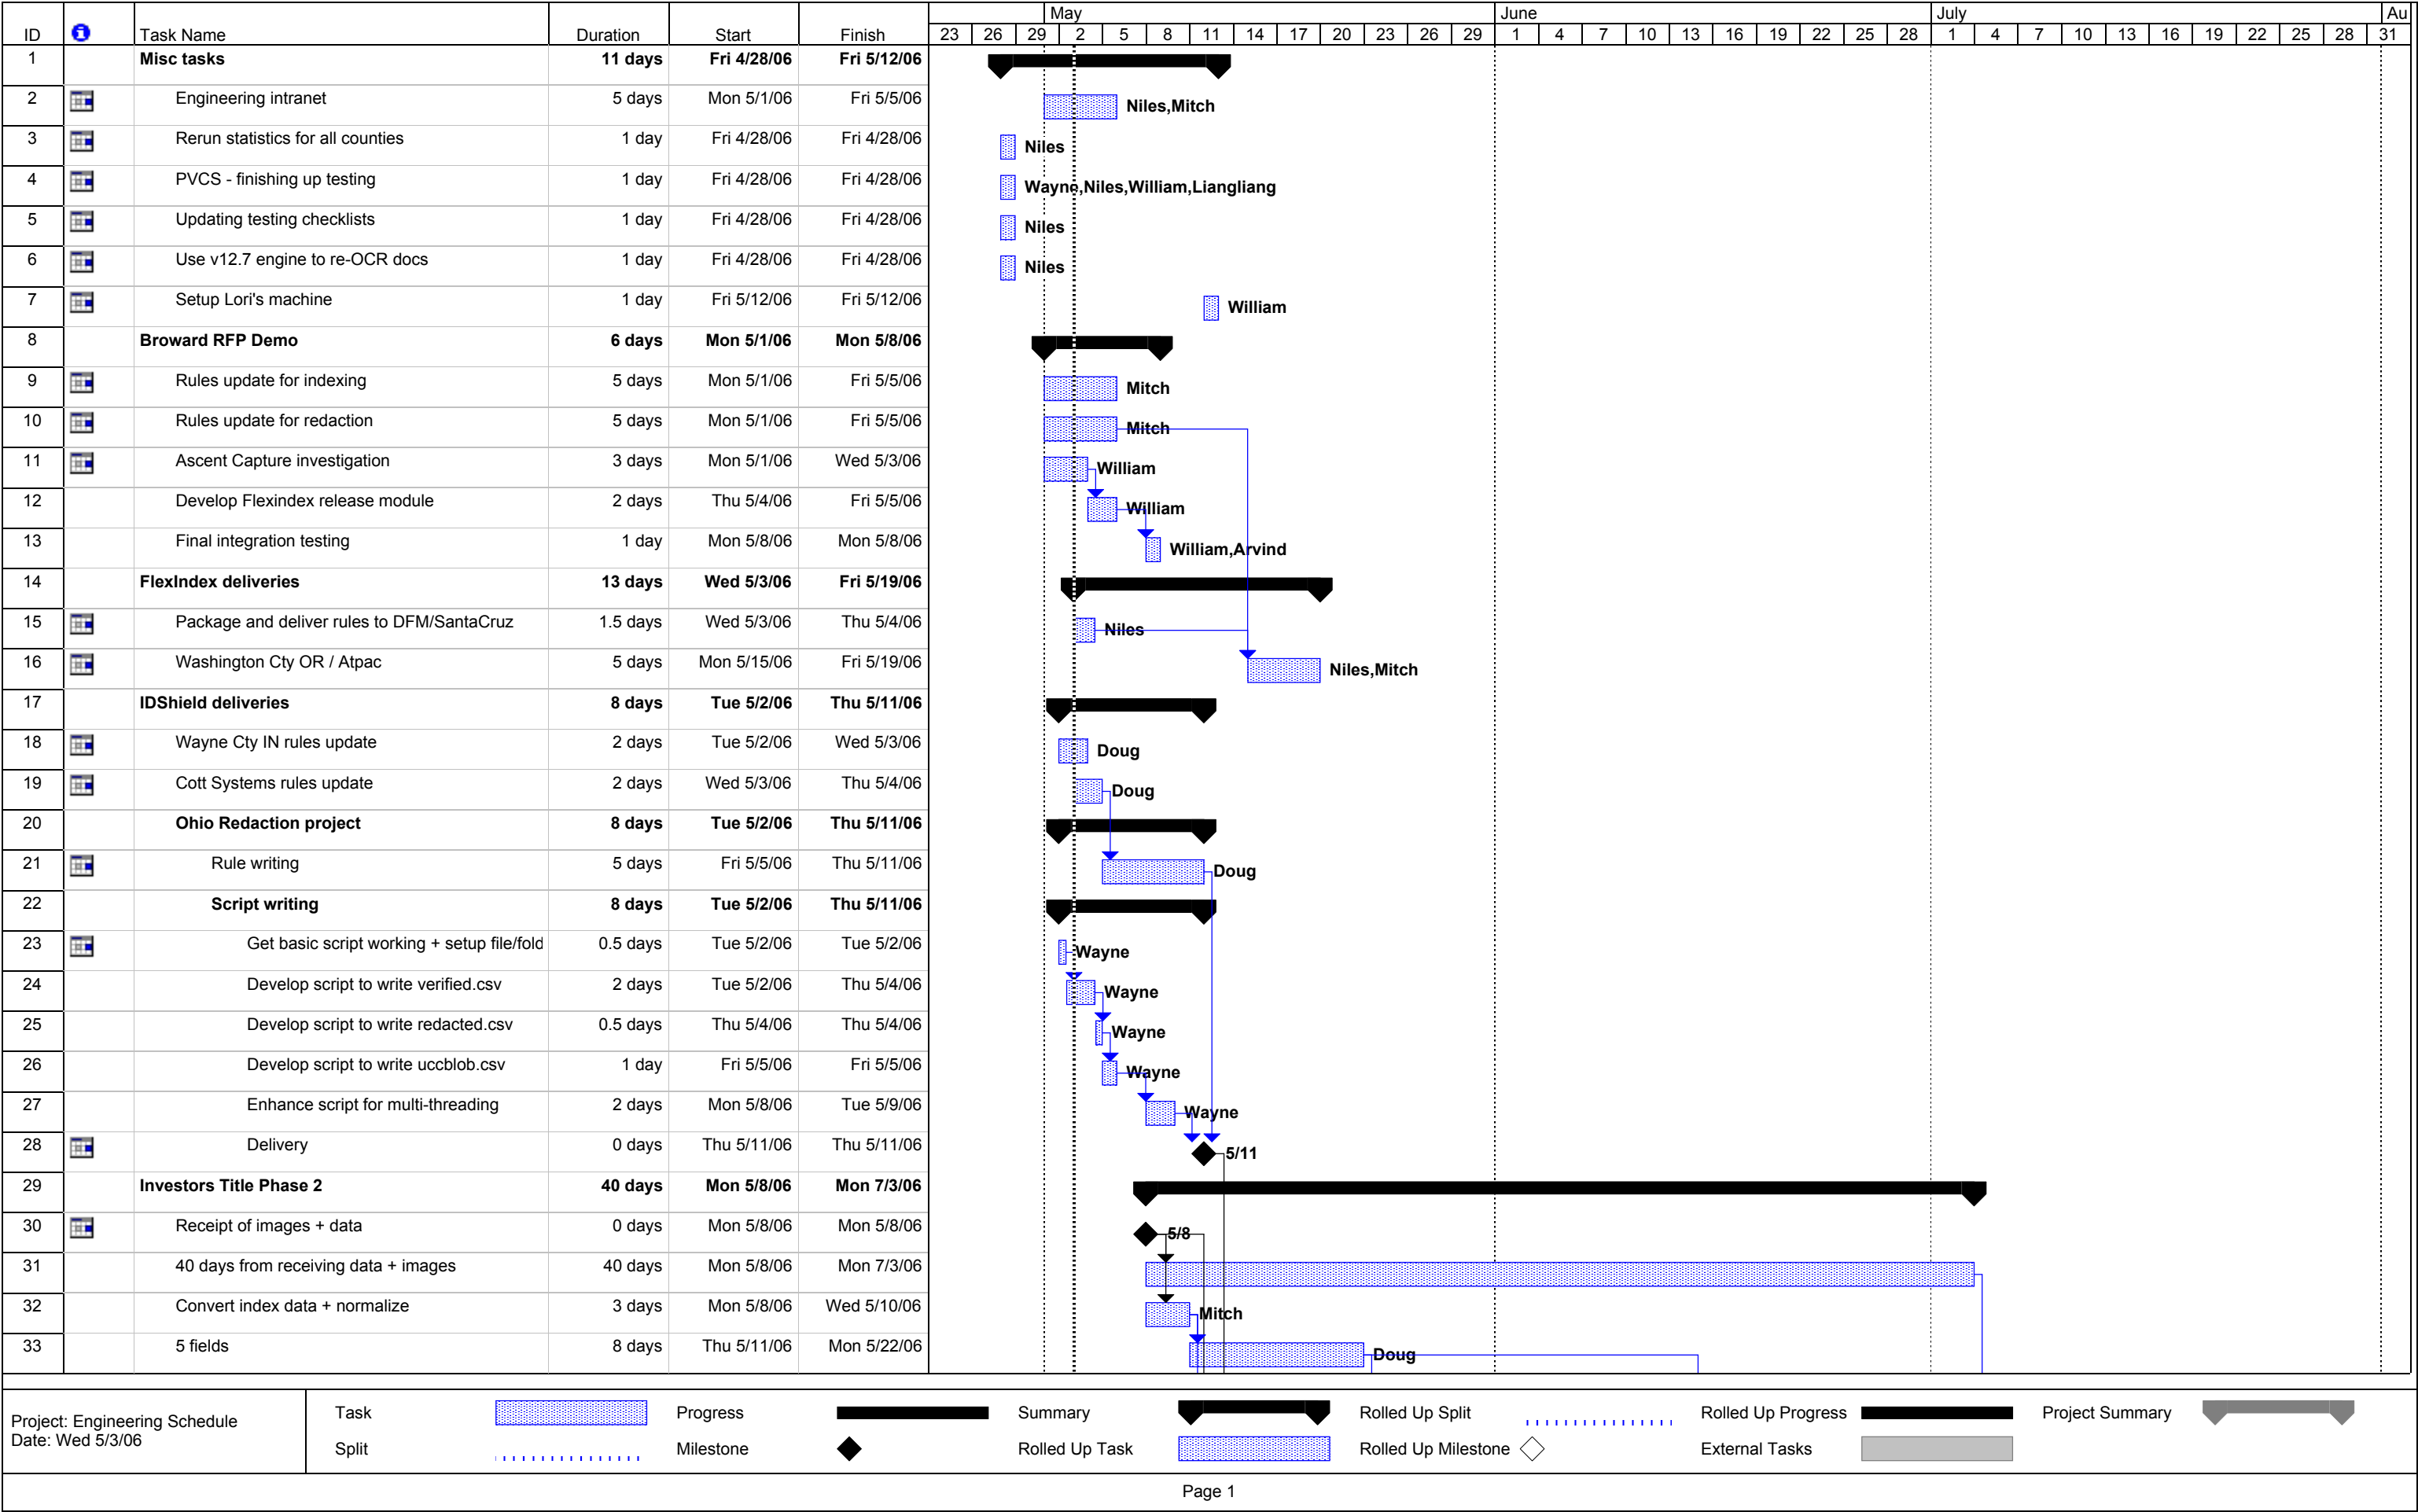 May June July Au
ID Task Name Duration Start Finish 23 26 29 2 5 8 11 14 17 20 23 26 29 1 4 7 10 13 16 19 22 25 28 1 4 7 10 13 16 19 22 25 28 31
1 Misc tasks 11 days Fri 4/28/06 Fri 5/12/06
2 Engineering intranet 5 days Mon 5/1/06 Fri 5/5/06 Niles,Mitch
3 Rerun statistics for all counties 1 day Fri 4/28/06 Fri 4/28/06 Niles
4 PVCS - finishing up testing 1 day Fri 4/28/06 Fri 4/28/06 Wayne,Niles,William,Liangliang
5 Updating testing checklists 1 day Fri 4/28/06 Fri 4/28/06 Niles
6 Use v12.7 engine to re-OCR docs 1 day Fri 4/28/06 Fri 4/28/06 Niles
7 Setup Lori's machine 1 day Fri 5/12/06 Fri 5/12/06 William
8 Broward RFP Demo 6 days Mon 5/1/06 Mon 5/8/06
9 Rules update for indexing 5 days Mon 5/1/06 Fri 5/5/06 Mitch
10 Rules update for redaction 5 days Mon 5/1/06 Fri 5/5/06 Mitch
11 Ascent Capture investigation 3 days Mon 5/1/06 Wed 5/3/06 William
12 Develop Flexindex release module 2 days Thu 5/4/06 Fri 5/5/06 William
13 Final integration testing 1 day Mon 5/8/06 Mon 5/8/06 William,Arvind
14 FlexIndex deliveries 13 days Wed 5/3/06 Fri 5/19/06
15 Package and deliver rules to DFM/SantaCruz 1.5 days Wed 5/3/06 Thu 5/4/06 Niles
16 Washington Cty OR / Atpac 5 days Mon 5/15/06 Fri 5/19/06 Niles,Mitch
17 IDShield deliveries 8 days Tue 5/2/06 Thu 5/11/06
18 Wayne Cty IN rules update 2 days Tue 5/2/06 Wed 5/3/06 Doug
19 Cott Systems rules update 2 days Wed 5/3/06 Thu 5/4/06 Doug
20 Ohio Redaction project 8 days Tue 5/2/06 Thu 5/11/06
21 Rule writing 5 days Fri 5/5/06 Thu 5/11/06 Doug
22 Script writing 8 days Tue 5/2/06 Thu 5/11/06
23 Get basic script working + setup file/fold 0.5 days Tue 5/2/06 Tue 5/2/06 Wayne
24 Develop script to write verified.csv 2 days Tue 5/2/06 Thu 5/4/06 Wayne
25 Develop script to write redacted.csv 0.5 days Thu 5/4/06 Thu 5/4/06 Wayne
26 Develop script to write uccblob.csv 1 day Fri 5/5/06 Fri 5/5/06 Wayne
27 Enhance script for multi-threading 2 days Mon 5/8/06 Tue 5/9/06 Wayne
28 Delivery 0 days Thu 5/11/06 Thu 5/11/06 5/11
29 Investors Title Phase 2 40 days Mon 5/8/06 Mon 7/3/06
30 Receipt of images + data 0 days Mon 5/8/06 Mon 5/8/06 5/8
31 40 days from receiving data + images 40 days Mon 5/8/06 Mon 7/3/06
32 Convert index data + normalize 3 days Mon 5/8/06 Wed 5/10/06 Mitch
33 5 fields 8 days Thu 5/11/06 Mon 5/22/06 Doug
Project: Engineering Schedule
Date: Wed 5/3/06
Task Progress Summary Rolled Up Split Rolled Up Progress Project Summary
Split Milestone Rolled Up Task Rolled Up Milestone External Tasks
Page 1